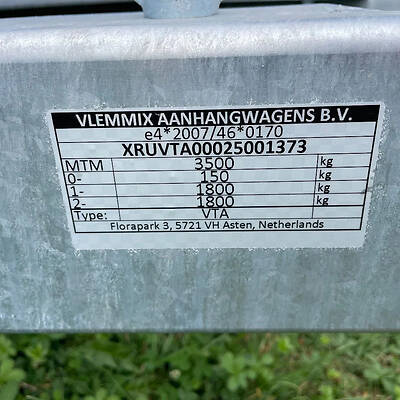 VLEMMIX AANHANGWAGENS B.V.
e4*2007/46*0170
XRUVTA00025001373
MTM 3500 kg
0- 150 kg
1- 1800 kg
2- 1800 kg
Type: VTA
Florapark 3, 5721 VH Asten, Netherlands